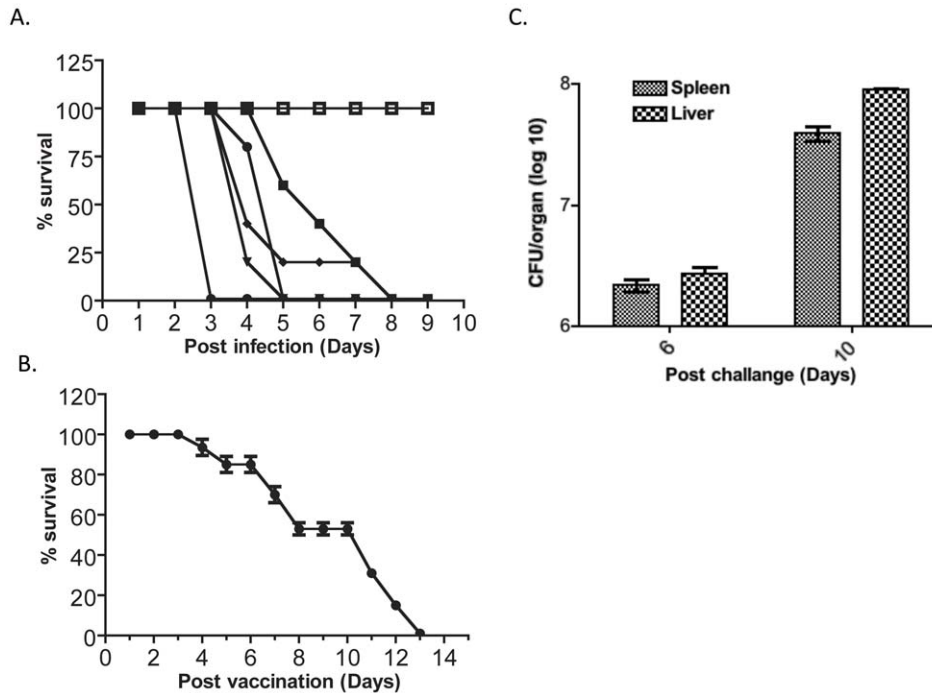 A.
125
100
75
50
25
0
% survival
0 1 2 3 4 5 6 7 8 9 10
Post infection (Days)
B.
120
100
80
60
40
20
0
% survival
0 2 4 6 8 10 12 14
Post vaccination (Days)
C.
8
7
6
CFU/organ (log 10)
Spleen
Liver
6 10
Post challange (Days)